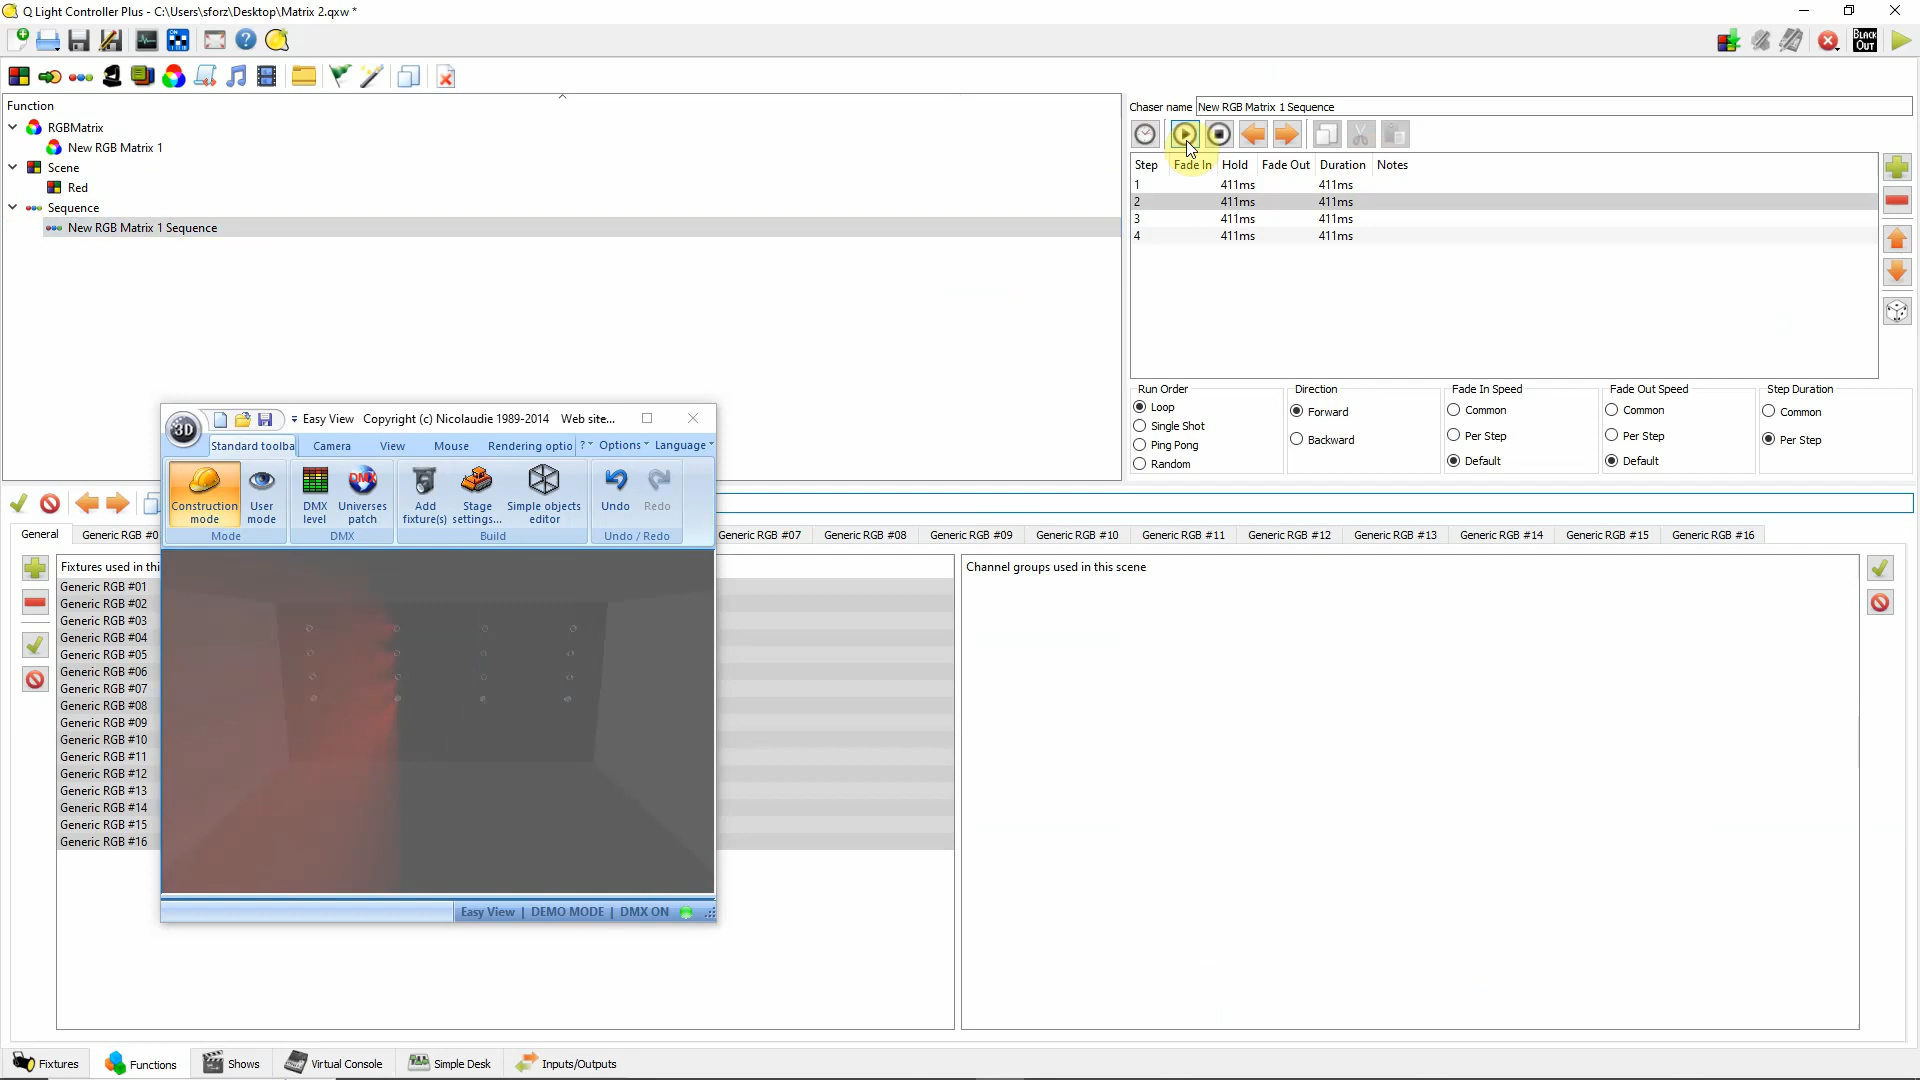 Q Light Controller Plus - C:\Users\sforz\Desktop\Matrix 2.qxw *
BLACK OUT
Function
RGBMatrix
New RGB Matrix 1
Scene
Red
Sequence
New RGB Matrix 1 Sequence
Chaser name New RGB Matrix 1 Sequence
Step Fade In Hold Fade Out Duration Notes
1 411ms 411ms
2 411ms 411ms
3 411ms 411ms
4 411ms 411ms
Run Order
Loop
Single Shot
Ping Pong
Random
Direction
Forward
Backward
Fade In Speed
Common
Per Step
Default
Fade Out Speed
Common
Per Step
Default
Step Duration
Common
Per Step
3D
Easy View Copyright (c) Nicolaudie 1989-2014 Web site...
Standard toolba Camera View Mouse Rendering optio ? Options Language
Construction mode
User mode
Mode
DMX level
Universes patch
DMX
Add fixture(s)
Stage settings...
Simple objects editor
Build
Undo
Redo
Undo / Redo
Easy View | DEMO MODE | DMX ON
General Generic RGB #0 Generic RGB #07 Generic RGB #08 Generic RGB #09 Generic RGB #10 Generic RGB #11 Generic RGB #12 Generic RGB #13 Generic RGB #14 Generic RGB #15 Generic RGB #16
Fixtures used in thi
Generic RGB #01
Generic RGB #02
Generic RGB #03
Generic RGB #04
Generic RGB #05
Generic RGB #06
Generic RGB #07
Generic RGB #08
Generic RGB #09
Generic RGB #10
Generic RGB #11
Generic RGB #12
Generic RGB #13
Generic RGB #14
Generic RGB #15
Generic RGB #16
Channel groups used in this scene
Fixtures Functions Shows Virtual Console Simple Desk Inputs/Outputs